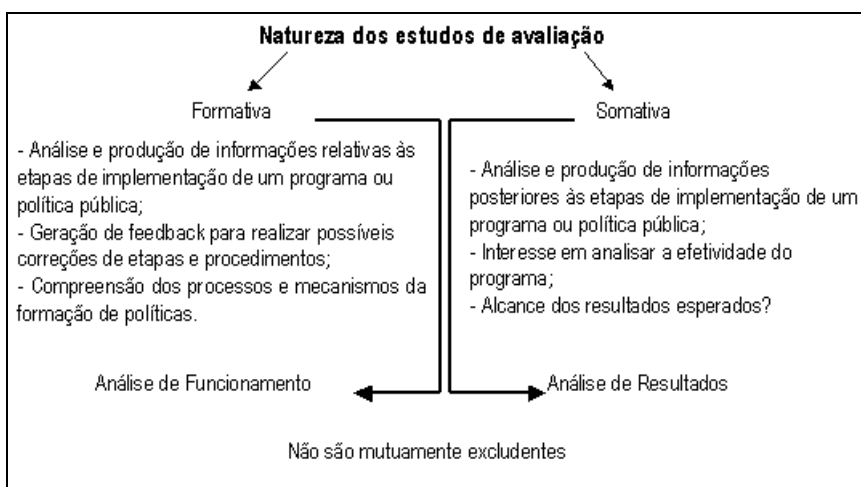 Natureza dos estudos de avaliação
Formativa
- Análise e produção de informações relativas às
etapas de implementação de um programa ou
política pública;
- Geração de feedback para realizar possíveis
correções de etapas e procedimentos;
- Compreensão dos processos e mecanismos da
formação de políticas.
Análise de Funcionamento
Somativa
- Análise e produção de informações
posteriores às etapas de implementação de um
programa ou política pública;
- Interesse em analisar a efetividade do
programa;
- Alcance dos resultados esperados?
Análise de Resultados
Não são mutuamente excludentes